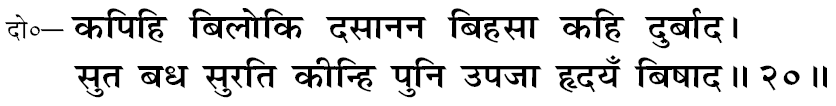 दो०— कपिहि बिलोकि दसानन बिहसा कहि दुर्बाद।
सुत बध सुरति कीन्हि पुनि उपजा हृदयँ बिषाद॥ २०॥